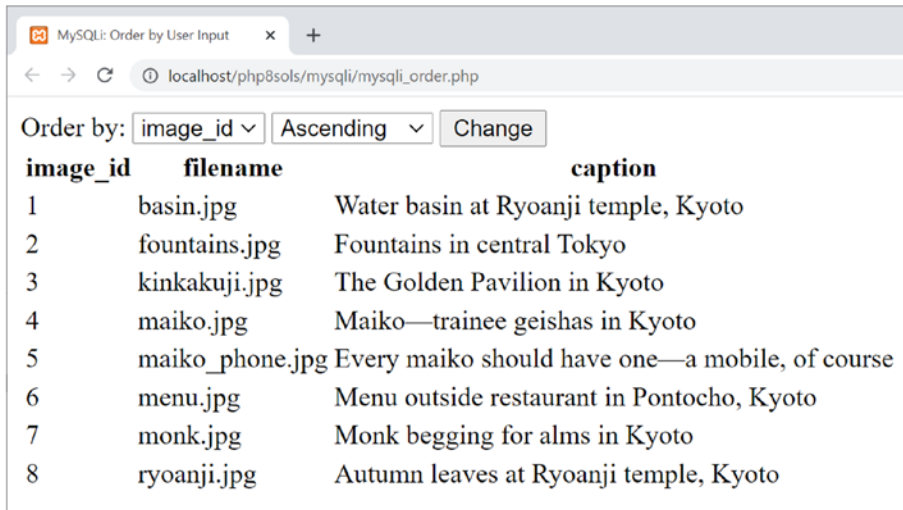 MySQLi: Order by User Input
localhost/php8sols/mysqli/mysqli_order.php
Order by: image_id Ascending Change
image_id filename caption
1 basin.jpg Water basin at Ryoanji temple, Kyoto
2 fountains.jpg Fountains in central Tokyo
3 kinkakuji.jpg The Golden Pavilion in Kyoto
4 maiko.jpg Maiko—trainee geishas in Kyoto
5 maiko_phone.jpg Every maiko should have one—a mobile, of course
6 menu.jpg Menu outside restaurant in Pontocho, Kyoto
7 monk.jpg Monk begging for alms in Kyoto
8 ryoanji.jpg Autumn leaves at Ryoanji temple, Kyoto